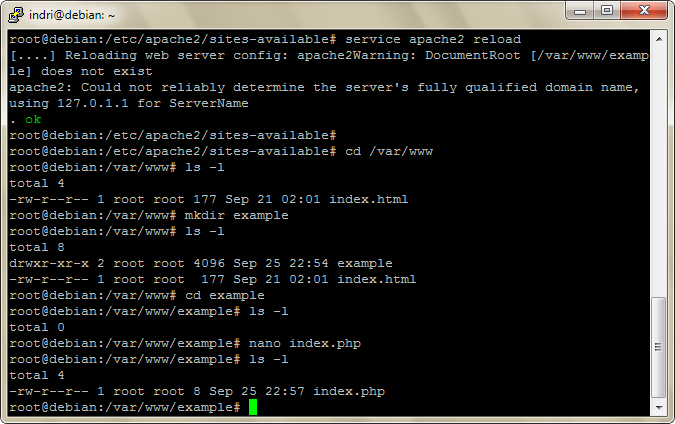 indri@debian: ~
root@debian:/etc/apache2/sites-available# service apache2 reload
[....] Reloading web server config: apache2Warning: DocumentRoot [/var/www/examp
le] does not exist
apache2: Could not reliably determine the server's fully qualified domain name,
using 127.0.1.1 for ServerName
. ok
root@debian:/etc/apache2/sites-available#
root@debian:/etc/apache2/sites-available# cd /var/www
root@debian:/var/www# ls -l
total 4
-rw-r--r-- 1 root root 177 Sep 21 02:01 index.html
root@debian:/var/www# mkdir example
root@debian:/var/www# ls -l
total 8
drwxr-xr-x 2 root root 4096 Sep 25 22:54 example
-rw-r--r-- 1 root root  177 Sep 21 02:01 index.html
root@debian:/var/www# cd example
root@debian:/var/www/example# ls -l
total 0
root@debian:/var/www/example# nano index.php
root@debian:/var/www/example# ls -l
total 4
-rw-r--r-- 1 root root 8 Sep 25 22:57 index.php
root@debian:/var/www/example#